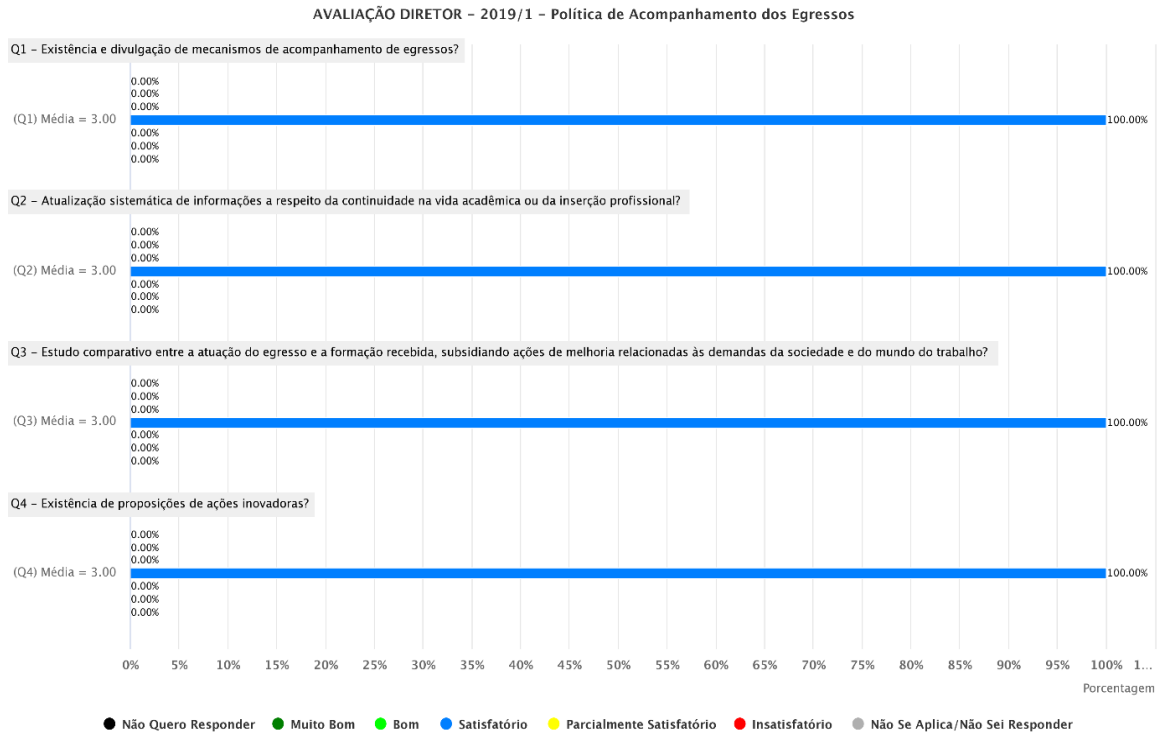 AVALIAÇÃO DIRETOR - 2019/1 - Política de Acompanhamento dos Egressos
Q1 - Existência e divulgação de mecanismos de acompanhamento de egressos?
0.00%
0.00%
0.00%
(Q1) Média = 3.00
100.00%
0.00%
0.00%
0.00%
Q2 - Atualização sistemática de informações a respeito da continuidade na vida acadêmica ou da inserção profissional?
0.00%
0.00%
0.00%
(Q2) Média = 3.00
100.00%
0.00%
0.00%
0.00%
Q3 - Estudo comparativo entre a atuação do egresso e a formação recebida, subsidiando ações de melhoria relacionadas às demandas da sociedade e do mundo do trabalho?
0.00%
0.00%
0.00%
(Q3) Média = 3.00
100.00%
0.00%
0.00%
0.00%
Q4 - Existência de proposições de ações inovadoras?
0.00%
0.00%
0.00%
(Q4) Média = 3.00
100.00%
0.00%
0.00%
0.00%
0% 5% 10% 15% 20% 25% 30% 35% 40% 45% 50% 55% 60% 65% 70% 75% 80% 85% 90% 95% 100% 1...
Porcentagem
Não Quero Responder Muito Bom Bom Satisfatório Parcialmente Satisfatório Insatisfatório Não Se Aplica/Não Sei Responder